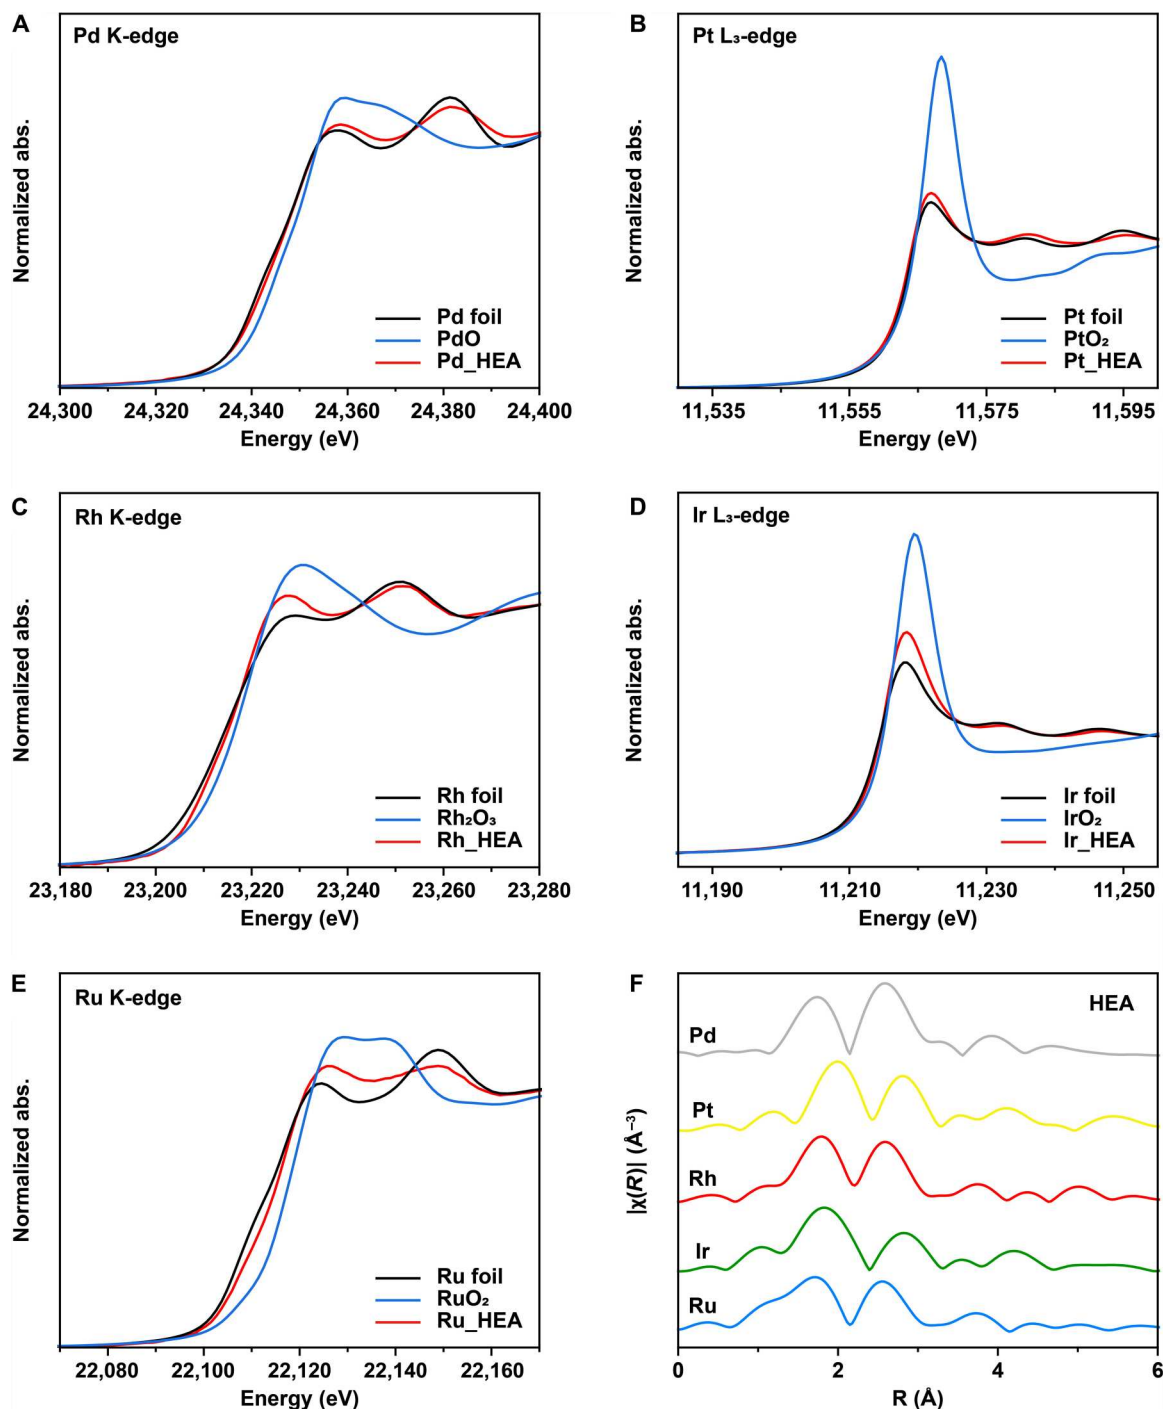 A
Pd K-edge
Normalized abs.
Pd foil
PdO
Pd_HEA
24,300 24,320 24,340 24,360 24,380 24,400
Energy (eV)
B
Pt L₃-edge
Normalized abs.
Pt foil
PtO₂
Pt_HEA
11,535 11,555 11,575 11,595
Energy (eV)
C
Rh K-edge
Normalized abs.
Rh foil
Rh₂O₃
Rh_HEA
23,180 23,200 23,220 23,240 23,260 23,280
Energy (eV)
D
Ir L₃-edge
Normalized abs.
Ir foil
IrO₂
Ir_HEA
11,190 11,210 11,230 11,250
Energy (eV)
E
Ru K-edge
Normalized abs.
Ru foil
RuO₂
Ru_HEA
22,080 22,100 22,120 22,140 22,160
Energy (eV)
F
HEA
|χ(R)| (Å⁻³)
Pd
Pt
Rh
Ir
Ru
0 2 4 6
R (Å)